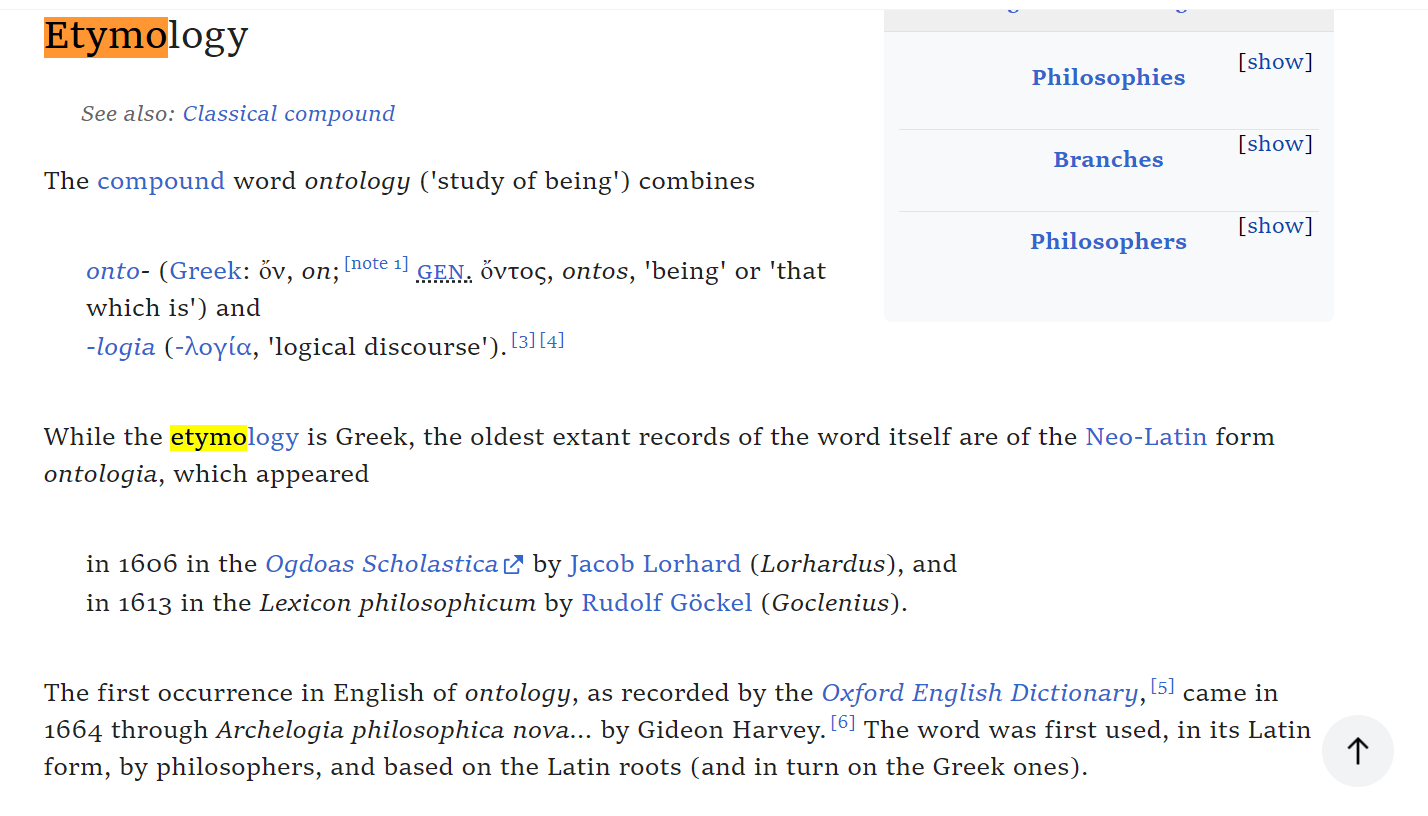 Etymology
See also: Classical compound
The compound word ontology ('study of being') combines
onto- (Greek: ὄν, on;[note 1] GEN. ὄντος, ontos, 'being' or 'that
which is') and
-logia (-λογία, 'logical discourse').[3][4]
While the etymology is Greek, the oldest extant records of the word itself are of the Neo-Latin form
ontologia, which appeared
in 1606 in the Ogdoas Scholastica by Jacob Lorhard (Lorhardus), and
in 1613 in the Lexicon philosophicum by Rudolf Göckel (Goclenius).
The first occurrence in English of ontology, as recorded by the Oxford English Dictionary,[5] came in
1664 through Archelogia philosophica nova... by Gideon Harvey.[6] The word was first used, in its Latin
form, by philosophers, and based on the Latin roots (and in turn on the Greek ones).
[show]
Philosophies
[show]
Branches
[show]
Philosophers